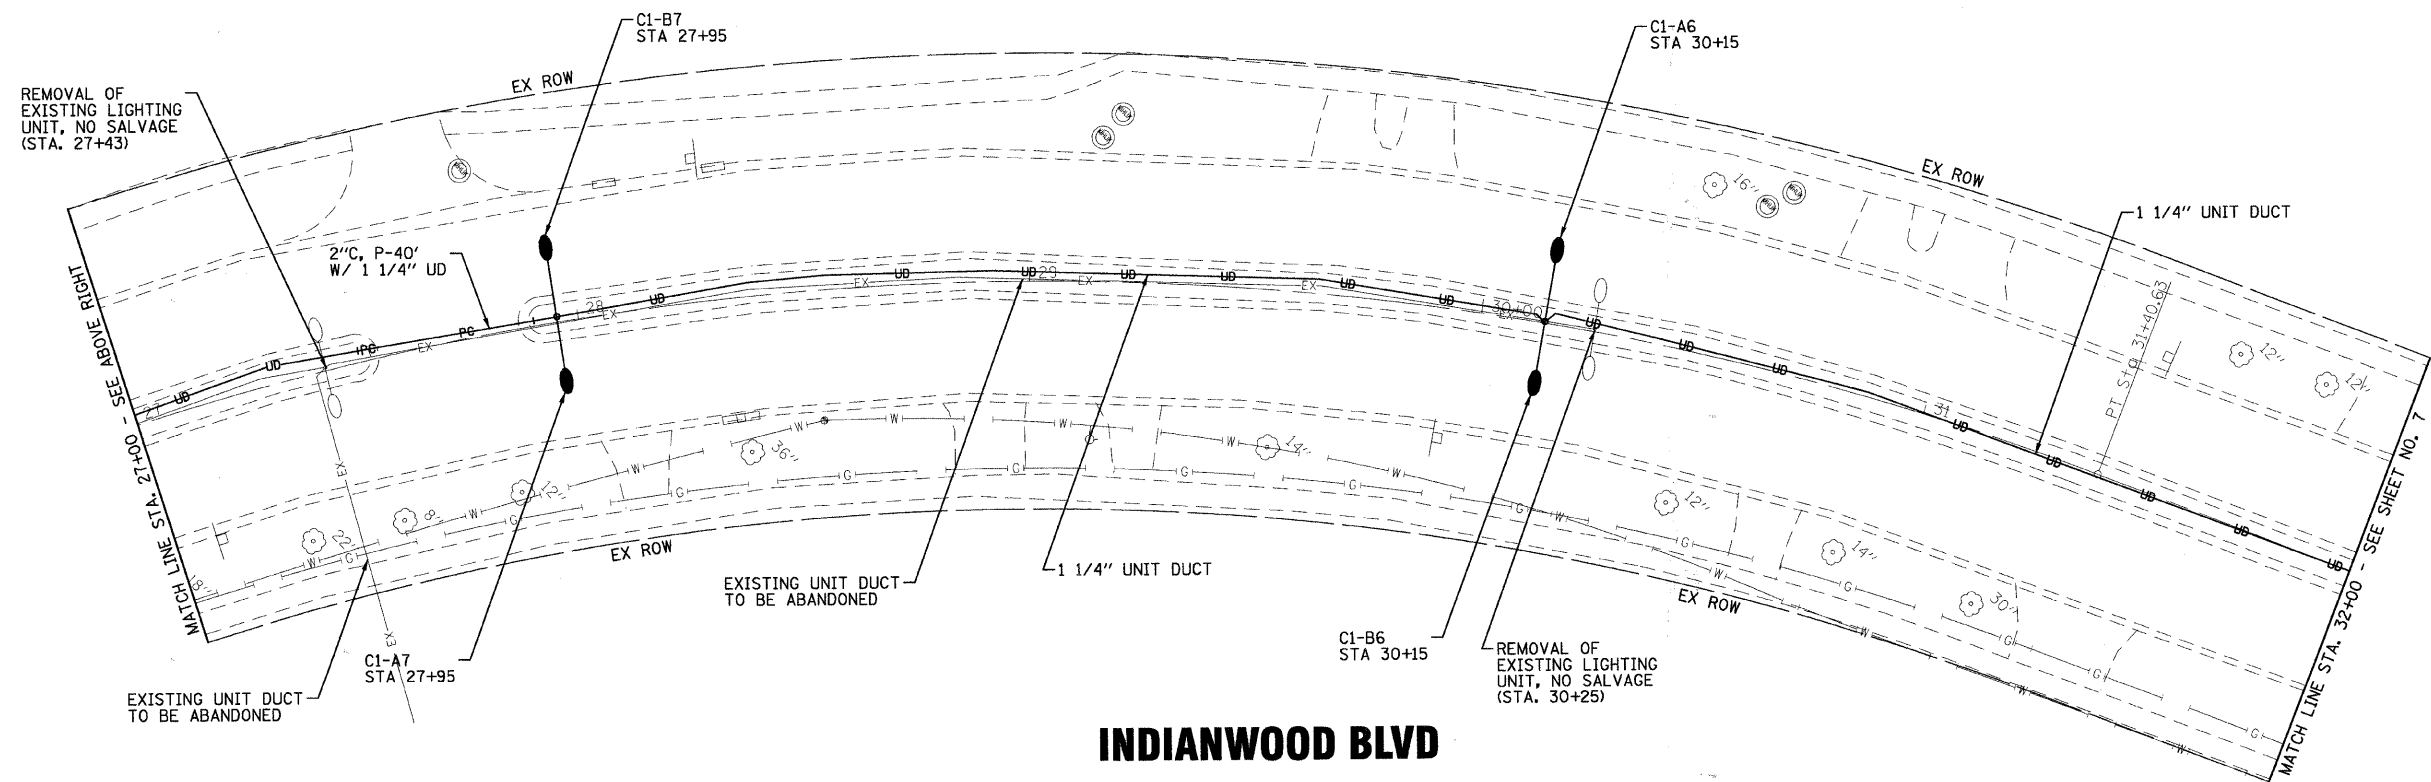 C1-B7
STA 27+95
C1-A6
STA 30+15
REMOVAL OF
EXISTING LIGHTING
UNIT, NO SALVAGE
(STA. 27+43)
EX ROW
EX ROW
16"
1 1/4" UNIT DUCT
2"C, P-40'
W/ 1 1/4" UD
MATCH LINE STA. 27+00 - SEE ABOVE RIGHT
27
UD
UD
IPC
PC
EX
28
EX
UD
EX
UD
UD
29
EX
UD
UD
EX
UD
UD
30+00
EX
UD
UD
UD
31
UD
UD
UD
UD
UD
PT Sta 31+40.63
12"
12"
EX
EX
18"
22"
8"
12"
36"
14"
12"
14"
30"
W
W
W
W
W
W
W
W
W
W
W
W
W
G
G
G
G
G
G
G
G
G
G
G
G
G
EX ROW
EX ROW
EXISTING UNIT DUCT
TO BE ABANDONED
C1-A7
STA 27+95
EXISTING UNIT DUCT
TO BE ABANDONED
1 1/4" UNIT DUCT
C1-B6
STA 30+15
REMOVAL OF
EXISTING LIGHTING
UNIT, NO SALVAGE
(STA. 30+25)
MATCH LINE STA. 32+00 - SEE SHEET NO. 7
INDIANWOOD BLVD